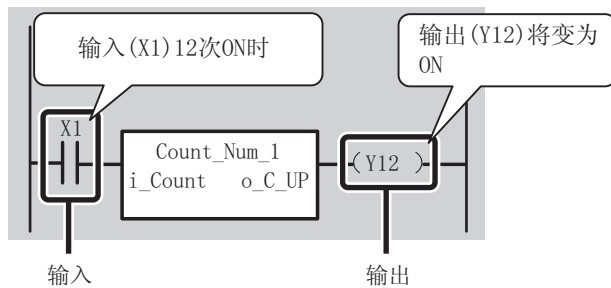 输入(X1)12次ON时
输出(Y12)将变为
ON
X1
Count_Num_1
i_Count o_C_UP
(Y12 )
输入
输出